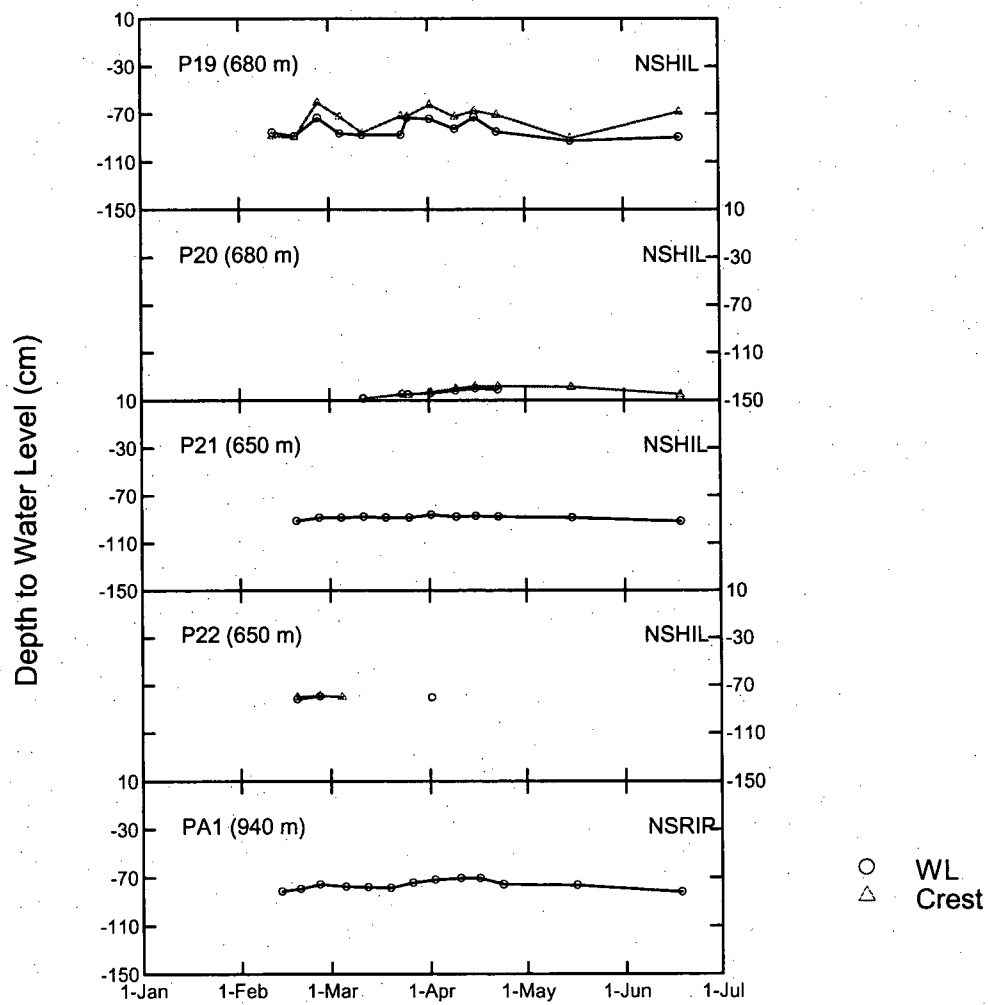 10
P19 (680 m) NSHIL
-30
-70
-110
-150 10
P20 (680 m) NSHIL -30
-70
-110
10 -150
P21 (650 m) NSHIL
-30
-70
-110
-150 10
P22 (650 m) NSHIL -30
-70
-110
10 -150
PA1 (940 m) NSRIP
-30
-70
-110
-150
1-Jan 1-Feb 1-Mar 1-Apr 1-May 1-Jun 1-Jul
Depth to Water Level (cm)
WL
Crest